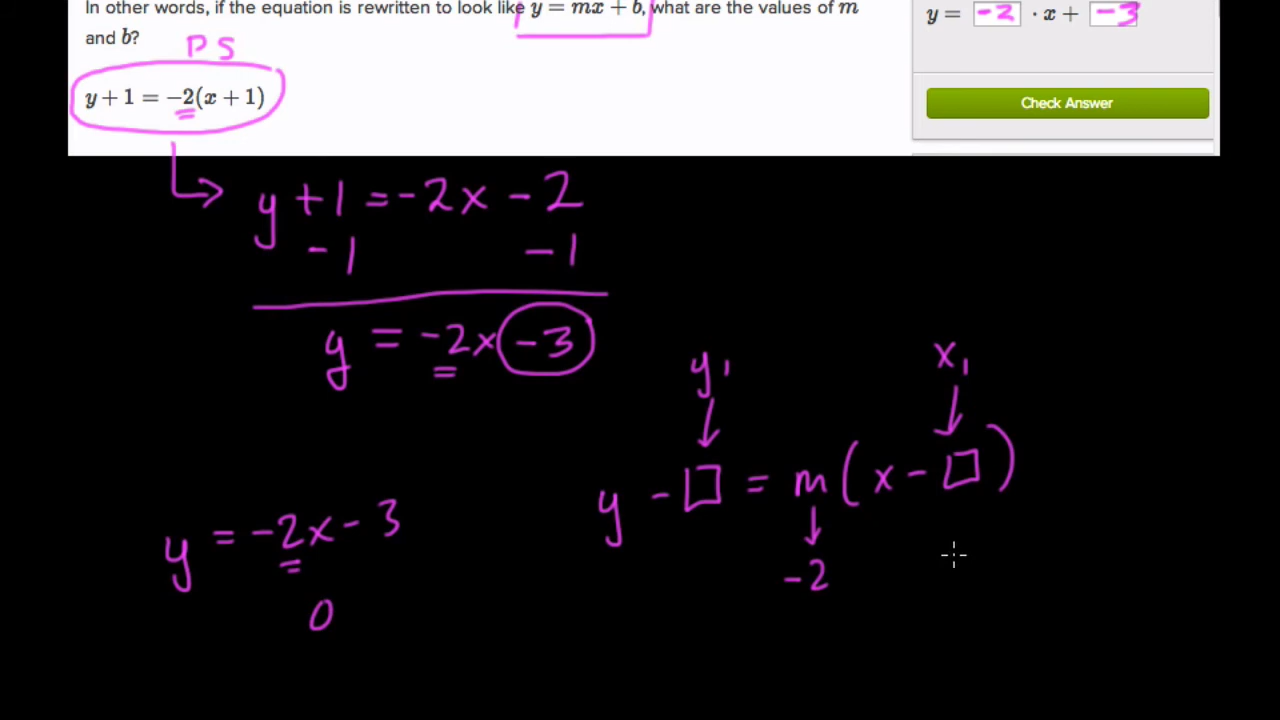 In other words, if the equation is rewritten to look like y = mx + b, what are the values of m
and b?
PS
y + 1 = -2(x + 1)
y = -2 · x + -3
Check Answer
y + 1 = -2x - 2
- 1 - 1
y = -2x - 3
y1 x1
y - □ = m(x - □)
y = -2x - 3
-2
0